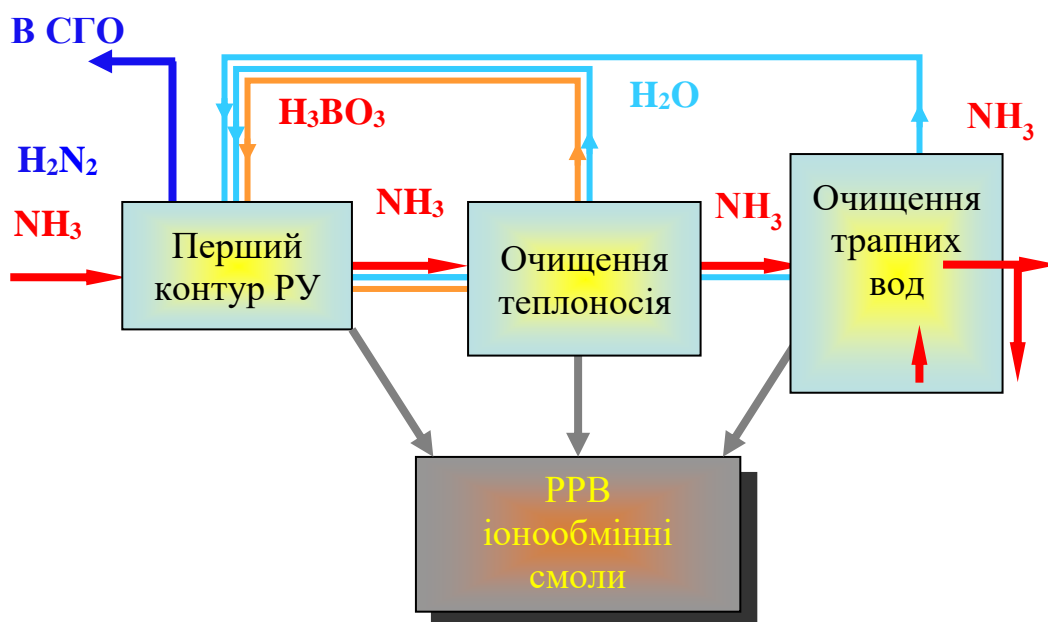 В СГО
H₃BO₃
H₂O
NH₃
H₂N₂
NH₃
NH₃
NH₃
Перший
контур РУ
Очищення
теплоносія
Очищення
трапних
вод
РРВ
іонообмінні
смоли